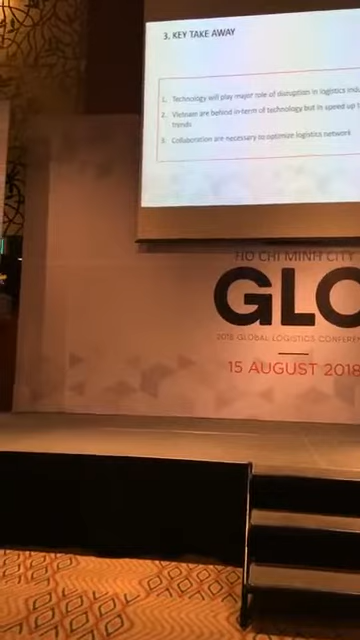 3, KEY TAKE AWAY
1. Technology will play major role of disruption in logistics
2. Vietnam are behind in term of technology but in speed up
trends
3. Collaboration are necessary to optimize logistics network
HO CHI MINH CITY
GLO
2018 GLOBAL LOGISTICS
15 AUGUST 2018